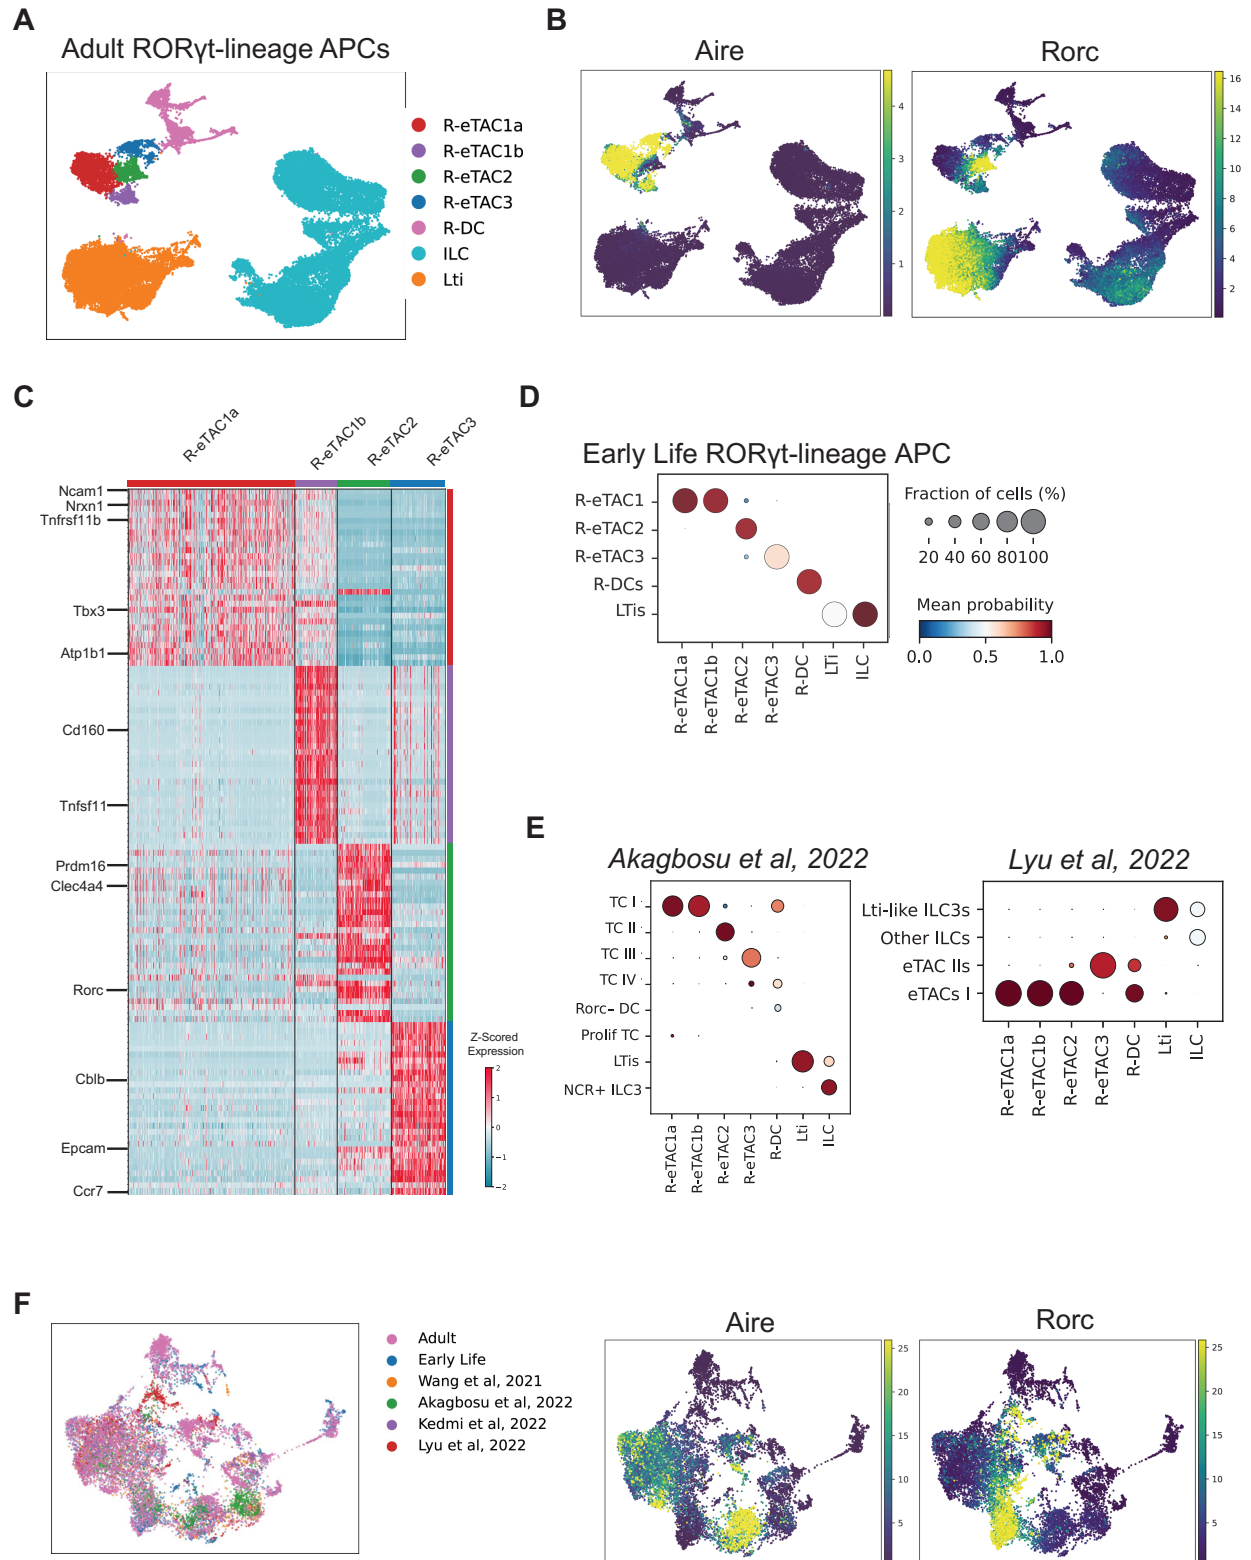 A
Adult RORγt-lineage APCs
R-eTAC1a
R-eTAC1b
R-eTAC2
R-eTAC3
R-DC
ILC
Lti
B
Aire
4
3
2
1
Rorc
16
14
12
10
8
6
4
2
C
R-eTAC1a
R-eTAC1b
R-eTAC2
R-eTAC3
Ncam1
Nrxn1
Tnfrsf11b
Tbx3
Atp1b1
Cd160
Tnfsf11
Prdm16
Clec4a4
Rorc
Cblb
Epcam
Ccr7
Z-Scored
Expression
2
1
0
−1
−2
D
Early Life RORγt-lineage APC
R-eTAC1
R-eTAC2
R-eTAC3
R-DCs
LTis
R-eTAC1a
R-eTAC1b
R-eTAC2
R-eTAC3
R-DC
LTi
ILC
Fraction of cells (%)
20 40 60 80 100
Mean probability
0.0 0.5 1.0
E
Akagbosu et al, 2022
TC I
TC II
TC III
TC IV
Rorc− DC
Prolif TC
LTis
NCR+ ILC3
R-eTAC1a
R-eTAC1b
R-eTAC2
R-eTAC3
R-DC
Lti
ILC
Lyu et al, 2022
Lti-like ILC3s
Other ILCs
eTAC IIs
eTACs I
R-eTAC1a
R-eTAC1b
R-eTAC2
R-eTAC3
R-DC
Lti
ILC
F
Adult
Early Life
Wang et al, 2021
Akagbosu et al, 2022
Kedmi et al, 2022
Lyu et al, 2022
Aire
25
20
15
10
5
Rorc
25
20
15
10
5